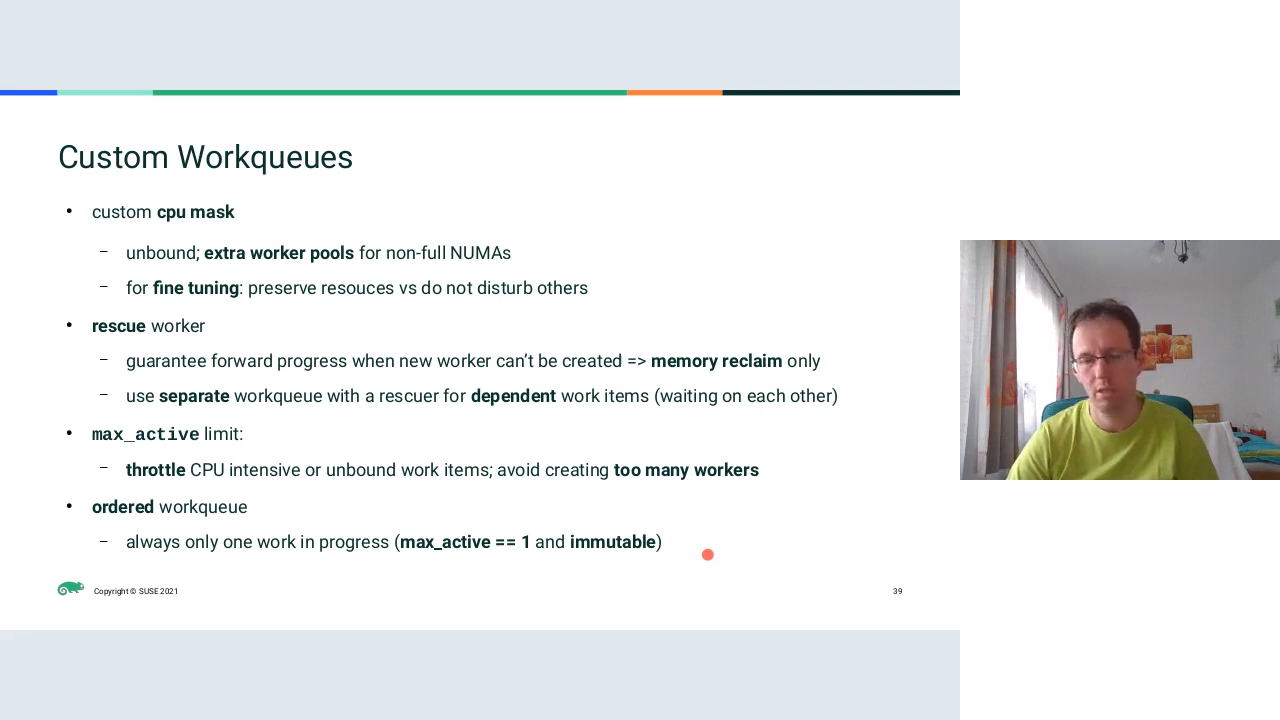 Custom Workqueues
• custom cpu mask
– unbound; extra worker pools for non-full NUMAs
– for fine tuning: preserve resouces vs do not disturb others
• rescue worker
– guarantee forward progress when new worker can’t be created => memory reclaim only
– use separate workqueue with a rescuer for dependent work items (waiting on each other)
• max_active limit:
– throttle CPU intensive or unbound work items; avoid creating too many workers
• ordered workqueue
– always only one work in progress (max_active == 1 and immutable)
Copyright © SUSE 2021
39